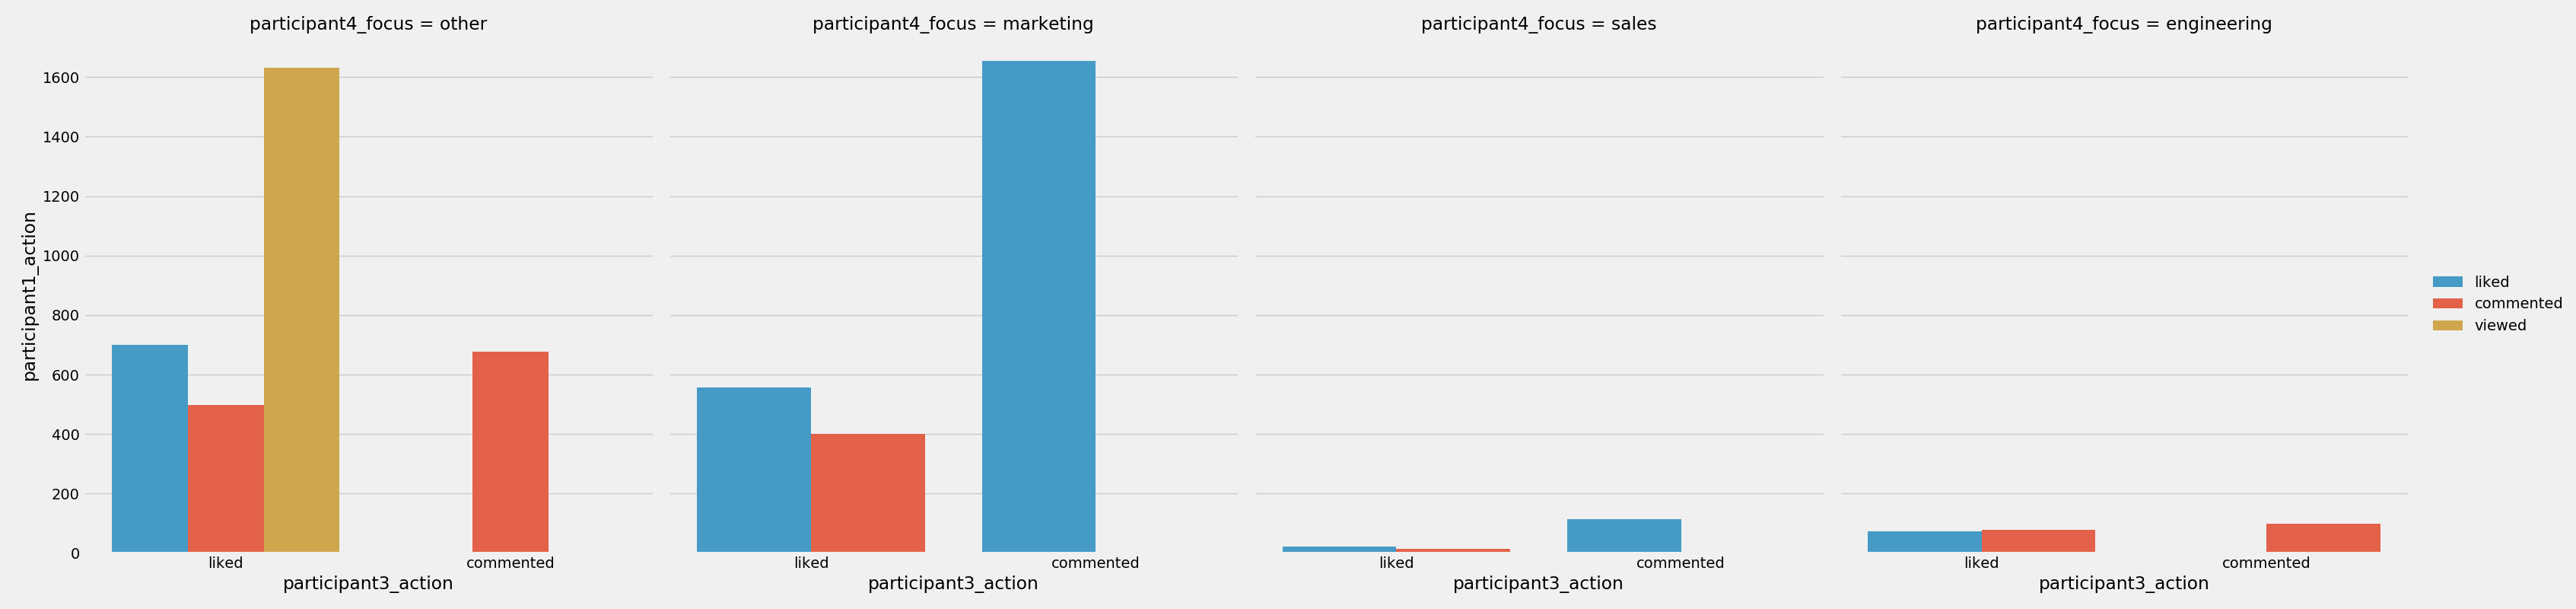 participant4_focus = other
participant4_focus = marketing
participant4_focus = sales
participant4_focus = engineering
participant1_action
1600
1400
1200
1000
800
600
400
200
0
liked
commented
participant3_action
liked
commented
participant3_action
liked
commented
participant3_action
liked
commented
participant3_action
liked
commented
viewed